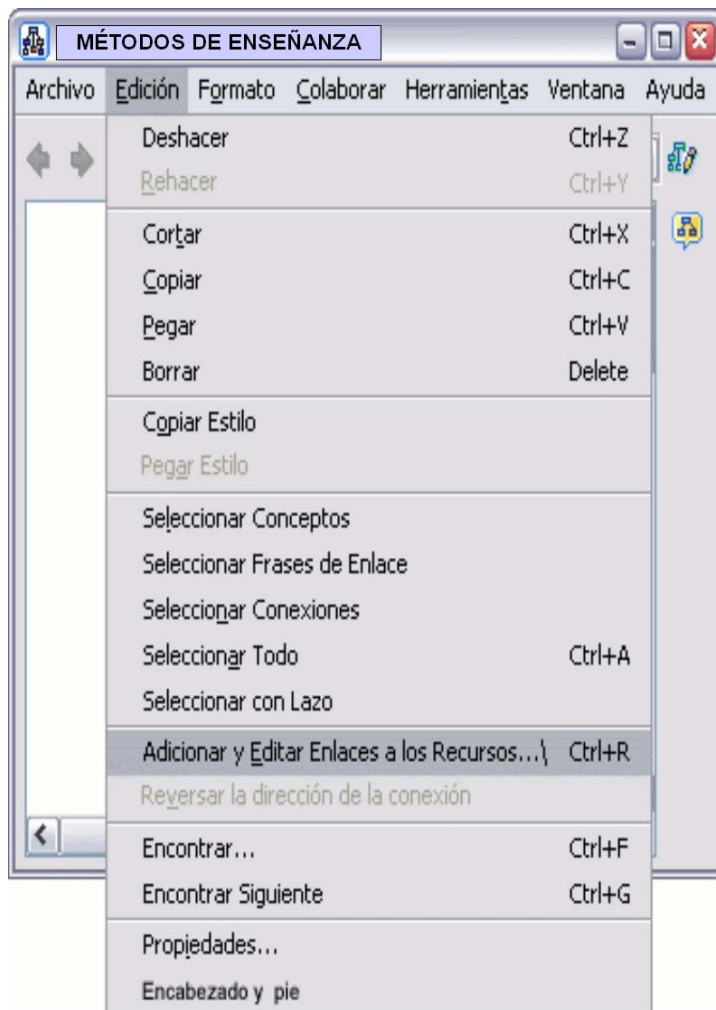 MÉTODOS DE ENSEÑANZA
Archivo Edición Formato Colaborar Herramientas Ventana Ayuda
Deshacer Ctrl+Z
Rehacer Ctrl+Y
Cortar Ctrl+X
Copiar Ctrl+C
Pegar Ctrl+V
Borrar Delete
Copiar Estilo
Pegar Estilo
Seleccionar Conceptos
Seleccionar Frases de Enlace
Seleccionar Conexiones
Seleccionar Todo Ctrl+A
Seleccionar con Lazo
Adicionar y Editar Enlaces a los Recursos...\ Ctrl+R
Reversar la dirección de la conexión
Encontrar... Ctrl+F
Encontrar Siguiente Ctrl+G
Propiedades...
Encabezado y pie